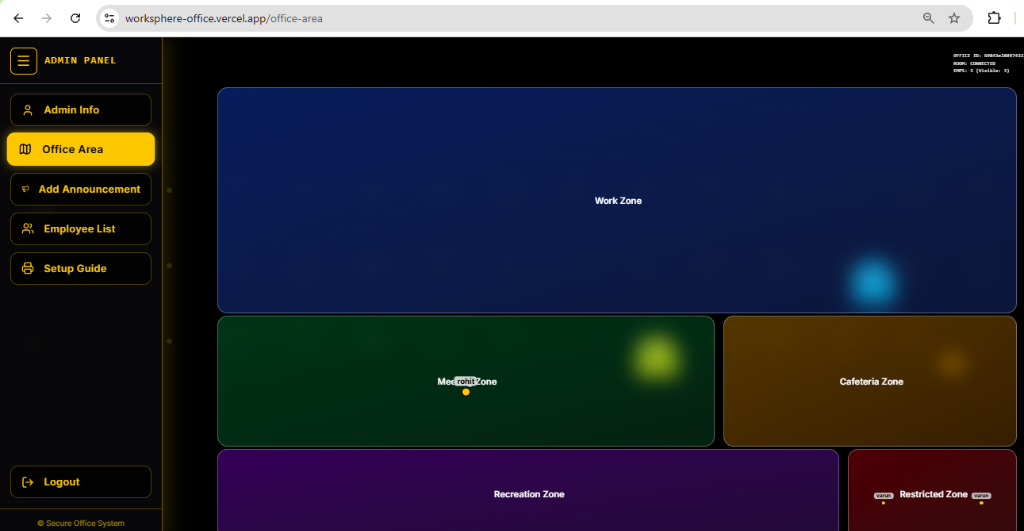 worksphere-office.vercel.app/office-area
ADMIN PANEL
Admin Info
Office Area
Add Announcement
Employee List
Setup Guide
Logout
© Secure Office System
ROOM: CONNECTED
Work Zone
rohit
Zone
Cafeteria Zone
Recreation Zone
varun
Restricted Zone
varun